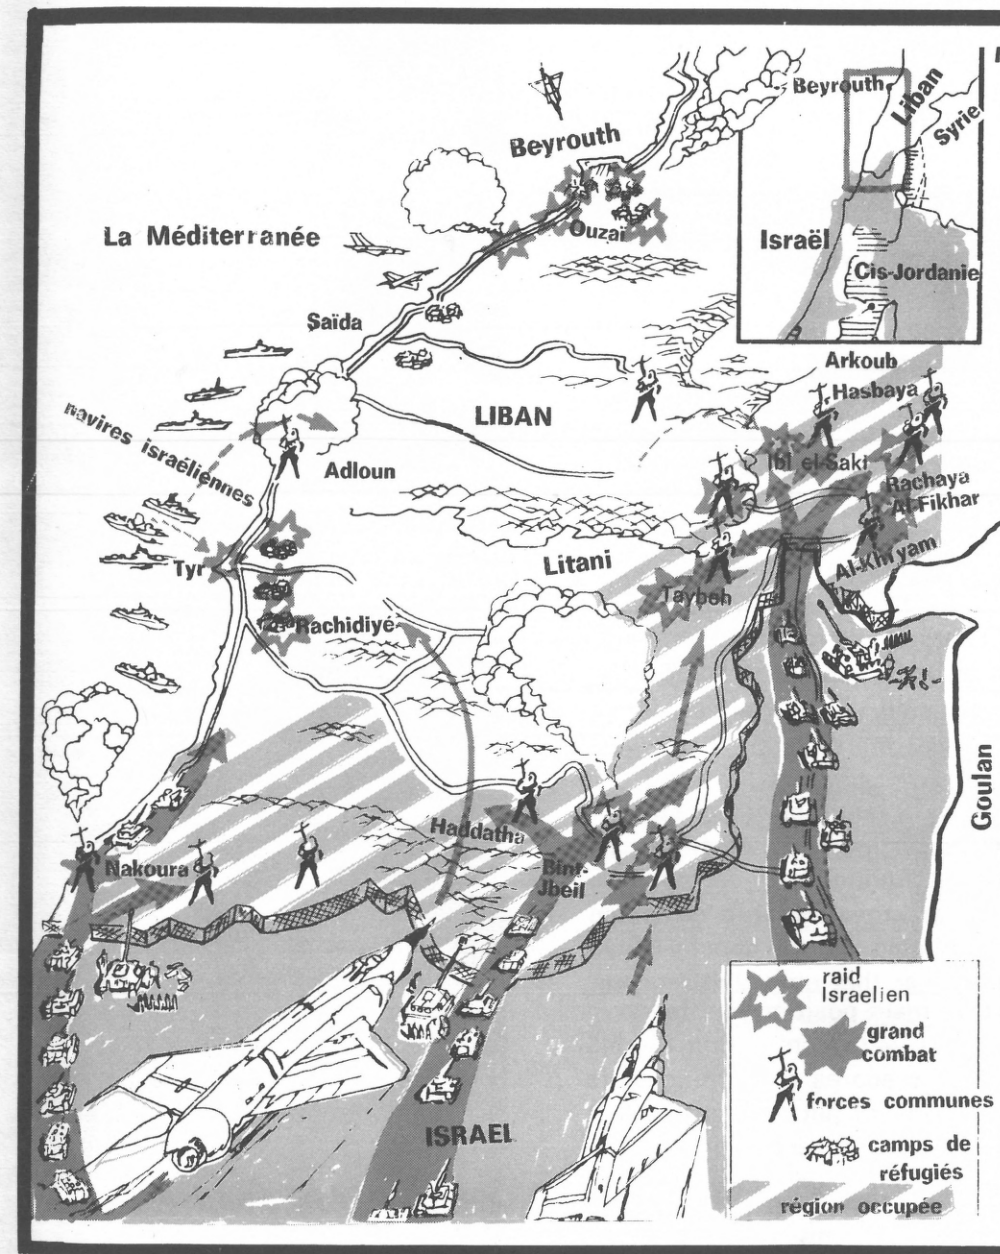 Beyrouth
Liban
Syrie
Israël
Cis-Jordanie
Beyrouth
Ouzaï
La Méditerranée
Saïda
Arkoub
Hasbaya
LIBAN
navires israéliennes
Adloun
Ibl el-Saki
Rachaya
Al-Fikhar
Litani
Tyr
Al-Khiyam
Taybeh
Rachidiyé
Goulan
Haddatha
Nakoura
Bint-
Jbeil
ISRAEL
raid
Israelien
grand
combat
forces communes
camps de
réfugiés
région occupée